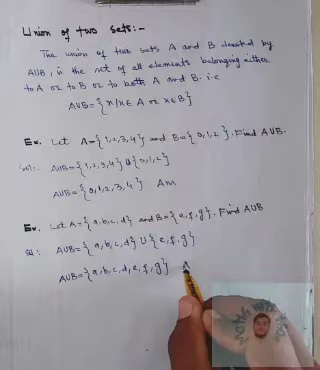 Union of two sets:-
The union of two sets A and B denoted by
A∪B, is the set of all elements belonging either
to A or to B or to both A and B. i.e
A∪B={x/x∈A or x∈B}
Ex. Let A={1,2,3,4} and B={0,1,2}. Find A∪B.
Sol:. A∪B={1,2,3,4}∪{0,1,2}
A∪B={0,1,2,3,4} Ans
Ex. Let A={a,b,c,d} and B={e,f,g}. Find A∪B
Sol: A∪B={a,b,c,d}∪{e,f,g}
A∪B={a,b,c,d,e,f,g} A